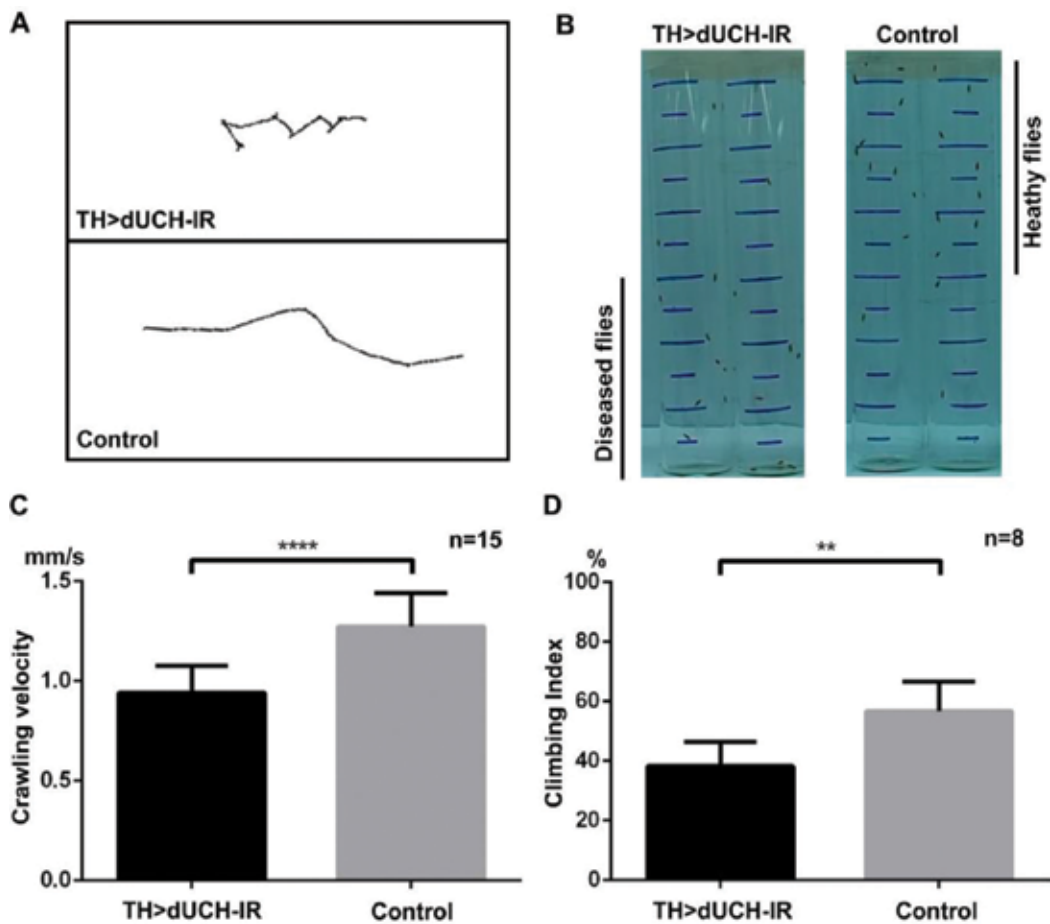 A
TH>dUCH-IR
Control
B
TH>dUCH-IR
Control
Diseased flies
Heathy flies
C
mm/s
****
n=15
1.5
1.0
0.5
0.0
Crawling velocity
TH>dUCH-IR
Control
D
%
**
n=8
100
80
60
40
20
0
Climbing Index
TH>dUCH-IR
Control